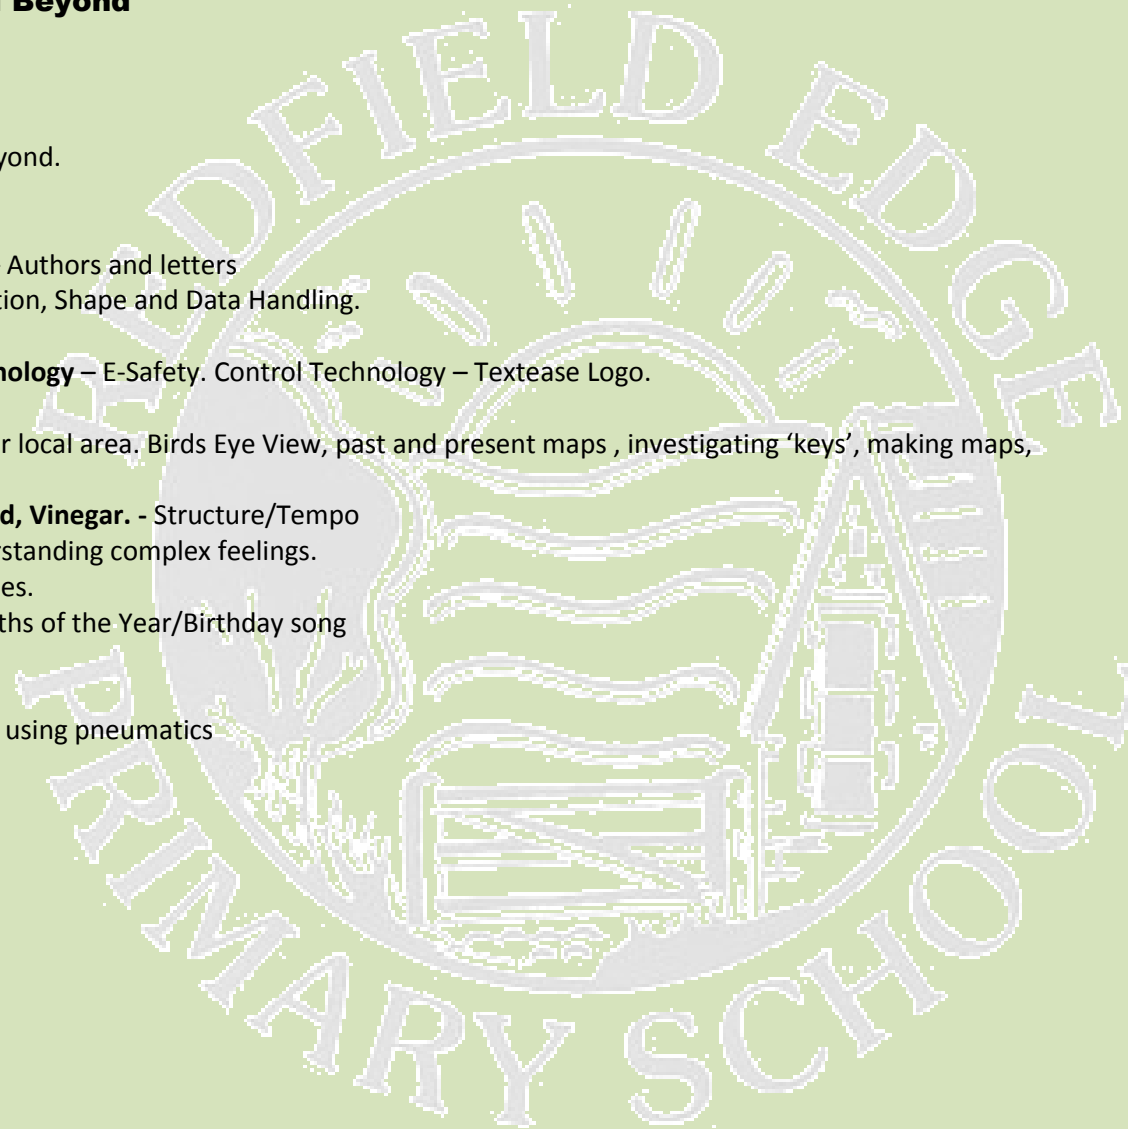 Beyond
yond.
Authors and letters
tion, Shape and Data Handling.
nology – E-Safety. Control Technology – Textease Logo.
r local area. Birds Eye View, past and present maps , investigating ‘keys’, making maps,
d, Vinegar. - Structure/Tempo
rstanding complex feelings.
es.
ths of the Year/Birthday song
using pneumatics
REDFIELD EDGE
PRIMARY SCHOOL